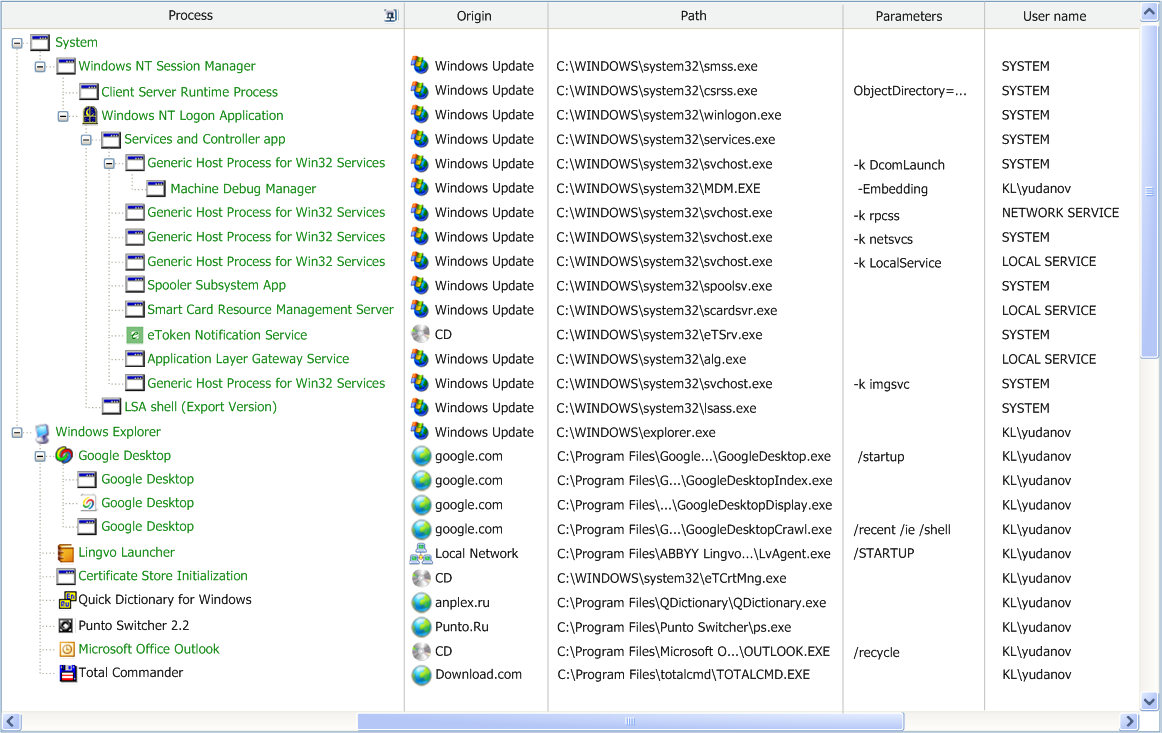 Process Origin Path Parameters User name
System
Windows NT Session Manager Windows Update C:\WINDOWS\system32\smss.exe SYSTEM
Client Server Runtime Process Windows Update C:\WINDOWS\system32\csrss.exe ObjectDirectory=... SYSTEM
Windows NT Logon Application Windows Update C:\WINDOWS\system32\winlogon.exe SYSTEM
Services and Controller app Windows Update C:\WINDOWS\system32\services.exe SYSTEM
Generic Host Process for Win32 Services Windows Update C:\WINDOWS\system32\svchost.exe -k DcomLaunch SYSTEM
Machine Debug Manager Windows Update C:\WINDOWS\system32\MDM.EXE -Embedding KL\yudanov
Generic Host Process for Win32 Services Windows Update C:\WINDOWS\system32\svchost.exe -k rpcss NETWORK SERVICE
Generic Host Process for Win32 Services Windows Update C:\WINDOWS\system32\svchost.exe -k netsvcs SYSTEM
Generic Host Process for Win32 Services Windows Update C:\WINDOWS\system32\svchost.exe -k LocalService LOCAL SERVICE
Spooler Subsystem App Windows Update C:\WINDOWS\system32\spoolsv.exe SYSTEM
Smart Card Resource Management Server Windows Update C:\WINDOWS\system32\scardsvr.exe LOCAL SERVICE
eToken Notification Service CD C:\WINDOWS\system32\eTSrv.exe SYSTEM
Application Layer Gateway Service Windows Update C:\WINDOWS\system32\alg.exe LOCAL SERVICE
Generic Host Process for Win32 Services Windows Update C:\WINDOWS\system32\svchost.exe -k imgsvc SYSTEM
LSA shell (Export Version) Windows Update C:\WINDOWS\system32\lsass.exe SYSTEM
Windows Explorer Windows Update C:\WINDOWS\explorer.exe KL\yudanov
Google Desktop google.com C:\Program Files\Google...\GoogleDesktop.exe /startup KL\yudanov
Google Desktop google.com C:\Program Files\G...\GoogleDesktopIndex.exe KL\yudanov
Google Desktop google.com C:\Program Files\...\GoogleDesktopDisplay.exe KL\yudanov
Google Desktop google.com C:\Program Files\G...\GoogleDesktopCrawl.exe /recent /ie /shell KL\yudanov
Lingvo Launcher Local Network C:\Program Files\ABBYY Lingvo...\LvAgent.exe /STARTUP KL\yudanov
Certificate Store Initialization CD C:\WINDOWS\system32\eTCrtMng.exe KL\yudanov
En Ru Quick Dictionary for Windows anplex.ru C:\Program Files\QDictionary\QDictionary.exe KL\yudanov
Punto Switcher 2.2 Punto.Ru C:\Program Files\Punto Switcher\ps.exe KL\yudanov
Microsoft Office Outlook CD C:\Program Files\Microsoft O...\OUTLOOK.EXE /recycle KL\yudanov
Total Commander Download.com C:\Program Files\totalcmd\TOTALCMD.EXE KL\yudanov